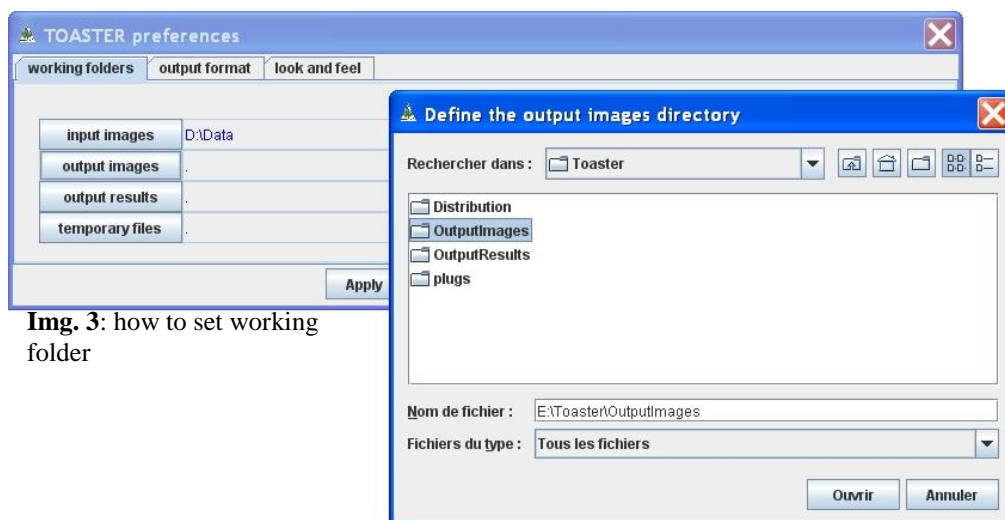 TOASTER preferences
working folders output format look and feel
input images D:\Data
output images .
output results .
temporary files .
Apply
Img. 3: how to set working
folder
Define the output images directory
Rechercher dans : Toaster
Distribution
OutputImages
OutputResults
plugs
Nom de fichier : E:\Toaster\OutputImages
Fichiers du type : Tous les fichiers
Ouvrir Annuler